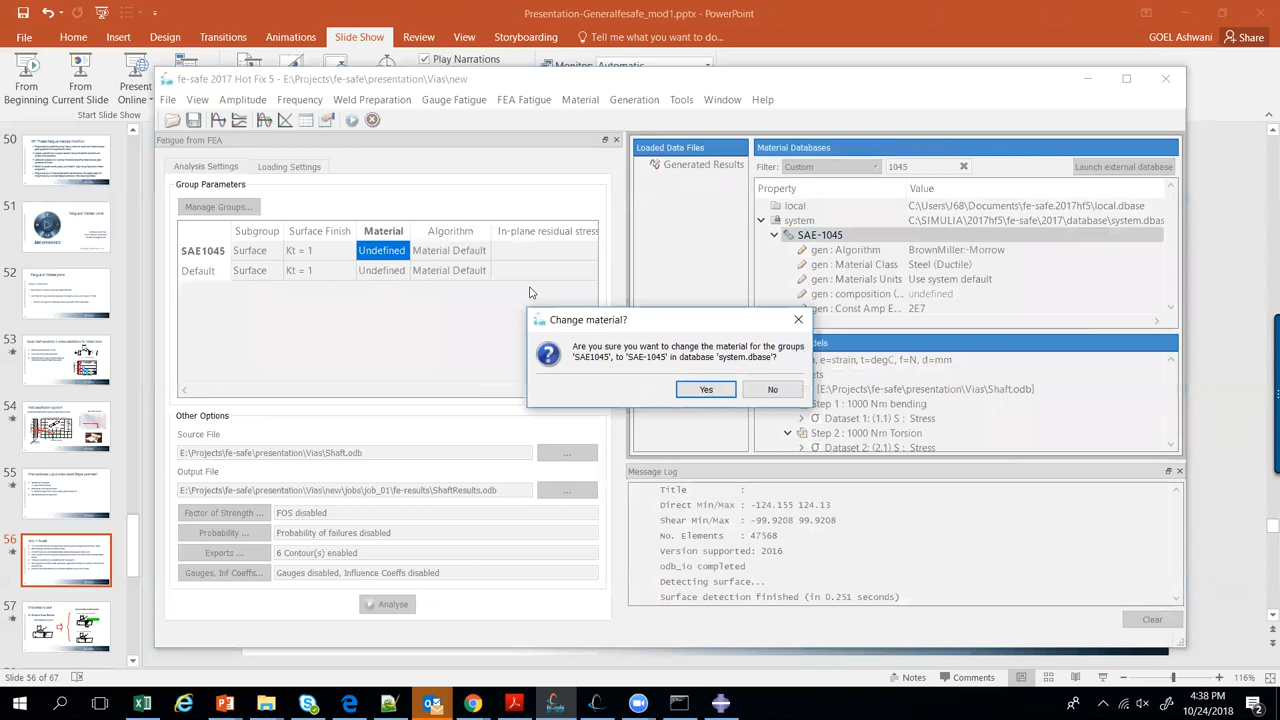 Presentation-Generalfesafe_mod1.pptx - PowerPoint
GOEL Ashwani
Share
File Home Insert Design Transitions Animations Slide Show Review View Storyboarding Tell me what you want to do...
From Beginning
From Current Slide
Present Online
Start Slide Show
Play Narrations
Monitor: Automatic
fe-safe 2017 Hot Fix 5 - E:\Projects\fe-safe\presentation\Vias\new
File View Amplitude Frequency Weld Preparation Gauge Fatigue FEA Fatigue Material Generation Tools Window Help
Fatigue from FEA
Analysis Settings Loading Settings
Group Parameters
Manage Groups...
Subgroup Surface Finish Material Algorithm In-plane residual stress
SAE1045 Surface Kt = 1 Undefined Material Default
Default Surface Kt = 1 Undefined Material Default
Other Options
Source File
E:\Projects\fe-safe\presentation\Vias\Shaft.odb ...
Output File
E:\Projects\fe-safe\presentation\Vias\new\jobs\job_01\fe-results\ShaftResults.odb ...
Factor of Strength ... FOS disabled
Probability ... Probability of failures disabled
Exports ... 6 Contours enabled
Gauges, Inf Coeffs... Gauges disabled, Influence Coeffs disabled
Analyse
Loaded Data Files
Generated Results
Material Databases
Filter: Custom 1045 Launch external database
Property Value
local C:\Users\J68\Documents\fe-safe.2017hf5\local.dbase
system C:\SIMULIA\2017hf5\fe-safe\2017\database\system.dbas
SAE-1045
gen : Algorithm BrownMiller:-Morrow
gen : Material Class Steel (Ductile)
gen : Materials Units Use system default
gen : composition (... undefined
gen : Const Amp E... 2E7
Change material?
Are you sure you want to change the material for the groups
'SAE1045', to 'SAE-1045' in database 'system.dbase'?
Yes No
dels
a, e=strain, T=degC, f=N, d=mm
ets
[E:\Projects\fe-safe\presentation\Vias\Shaft.odb]
Step 1 : 1000 Nm bending
Dataset 1: (1.1) S : Stress
Step 2 : 1000 Nm Torsion
Dataset 2: (2.1) S : Stress
Message Log
Title :
Direct Min/Max : -124.155 124.13
Shear Min/Max : -99.9208 99.9208
No. Elements : 47568
Version supported: 2016
odb_io completed
Detecting surface...
Surface detection finished (in 0.251 seconds)
Clear
50
51
52
53
54
55
56
57
Slide 56 of 67
Notes Comments 116%
4:38 PM
10/24/2018